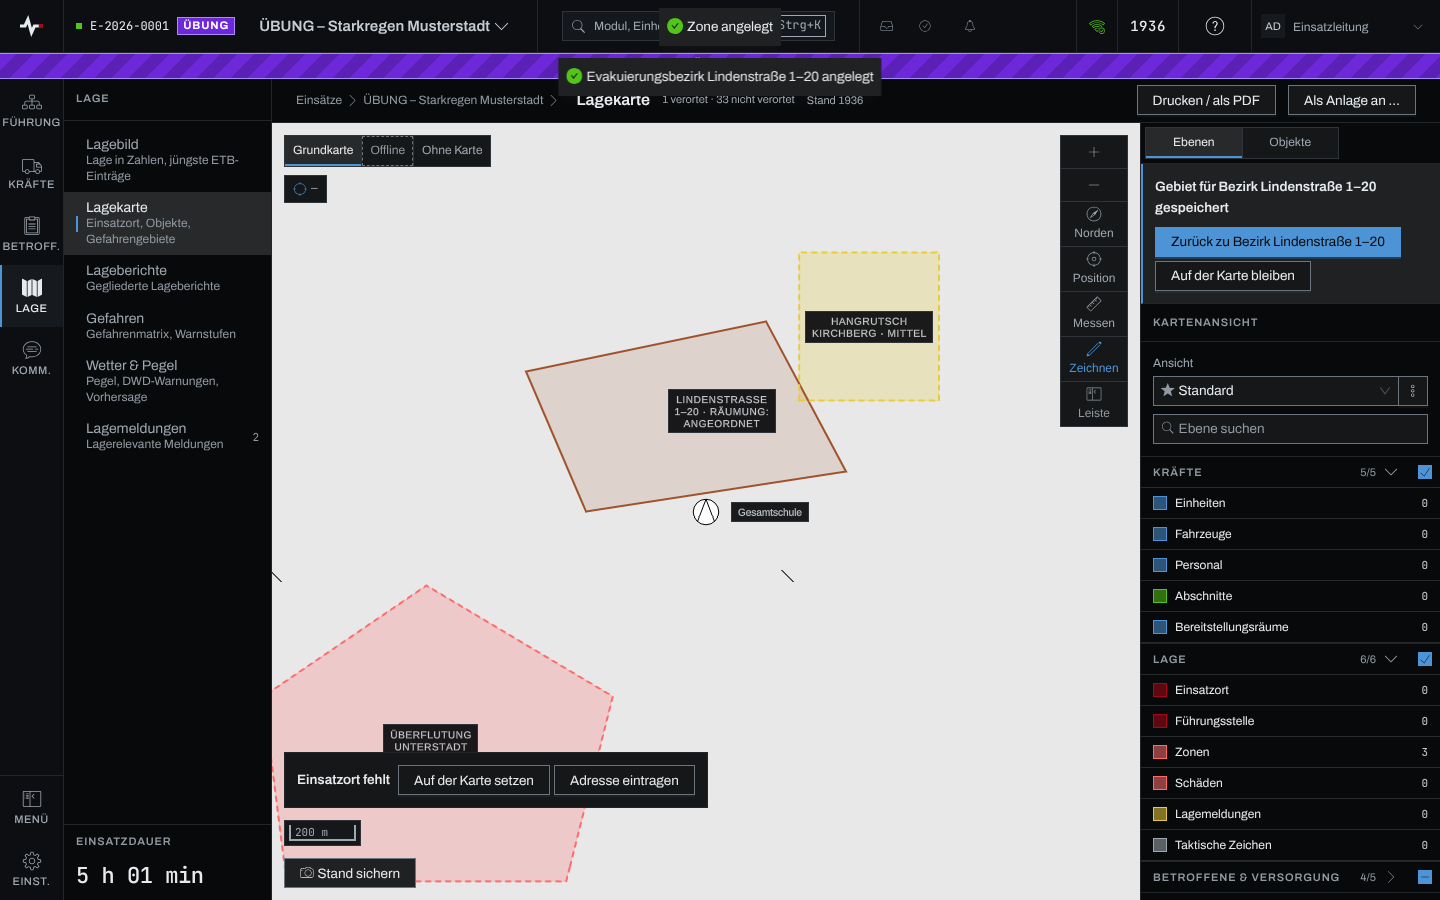 E-2026-0001 ÜBUNG ÜBUNG – Starkregen Musterstadt
Modul, Einh
Strg+K
Zone angelegt
1936
AD Einsatzleitung
Evakuierungsbezirk Lindenstraße 1–20 angelegt
FÜHRUNG
KRÄFTE
BETROFF.
LAGE
KOMM.
MENÜ
EINST.
LAGE
Lagebild
Lage in Zahlen, jüngste ETB-
Einträge
Lagekarte
Einsatzort, Objekte,
Gefahrengebiete
Lageberichte
Gegliederte Lageberichte
Gefahren
Gefahrenmatrix, Warnstufen
Wetter & Pegel
Pegel, DWD-Warnungen,
Vorhersage
Lagemeldungen
Lagerelevante Meldungen
2
EINSATZDAUER
5 h 01 min
Einsätze
ÜBUNG – Starkregen Musterstadt
Lagekarte
1 verortet · 33 nicht verortet
Stand 1936
Drucken / als PDF
Als Anlage an ...
Grundkarte
Offline
Ohne Karte
–
Norden
Position
Messen
Zeichnen
Leiste
HANGRUTSCH
KIRCHBERG · MITTEL
LINDENSTRASSE
1–20 · RÄUMUNG:
ANGEORDNET
Gesamtschule
ÜBERFLUTUNG
UNTERSTADT
Einsatzort fehlt
Auf der Karte setzen
Adresse eintragen
200 m
Stand sichern
Ebenen
Objekte
Gebiet für Bezirk Lindenstraße 1–20
gespeichert
Zurück zu Bezirk Lindenstraße 1–20
Auf der Karte bleiben
KARTENANSICHT
Ansicht
Standard
Ebene suchen
KRÄFTE 5/5
Einheiten 0
Fahrzeuge 0
Personal 0
Abschnitte 0
Bereitstellungsräume 0
LAGE 6/6
Einsatzort 0
Führungsstelle 0
Zonen 3
Schäden 0
Lagemeldungen 0
Taktische Zeichen 0
BETROFFENE & VERSORGUNG 4/5